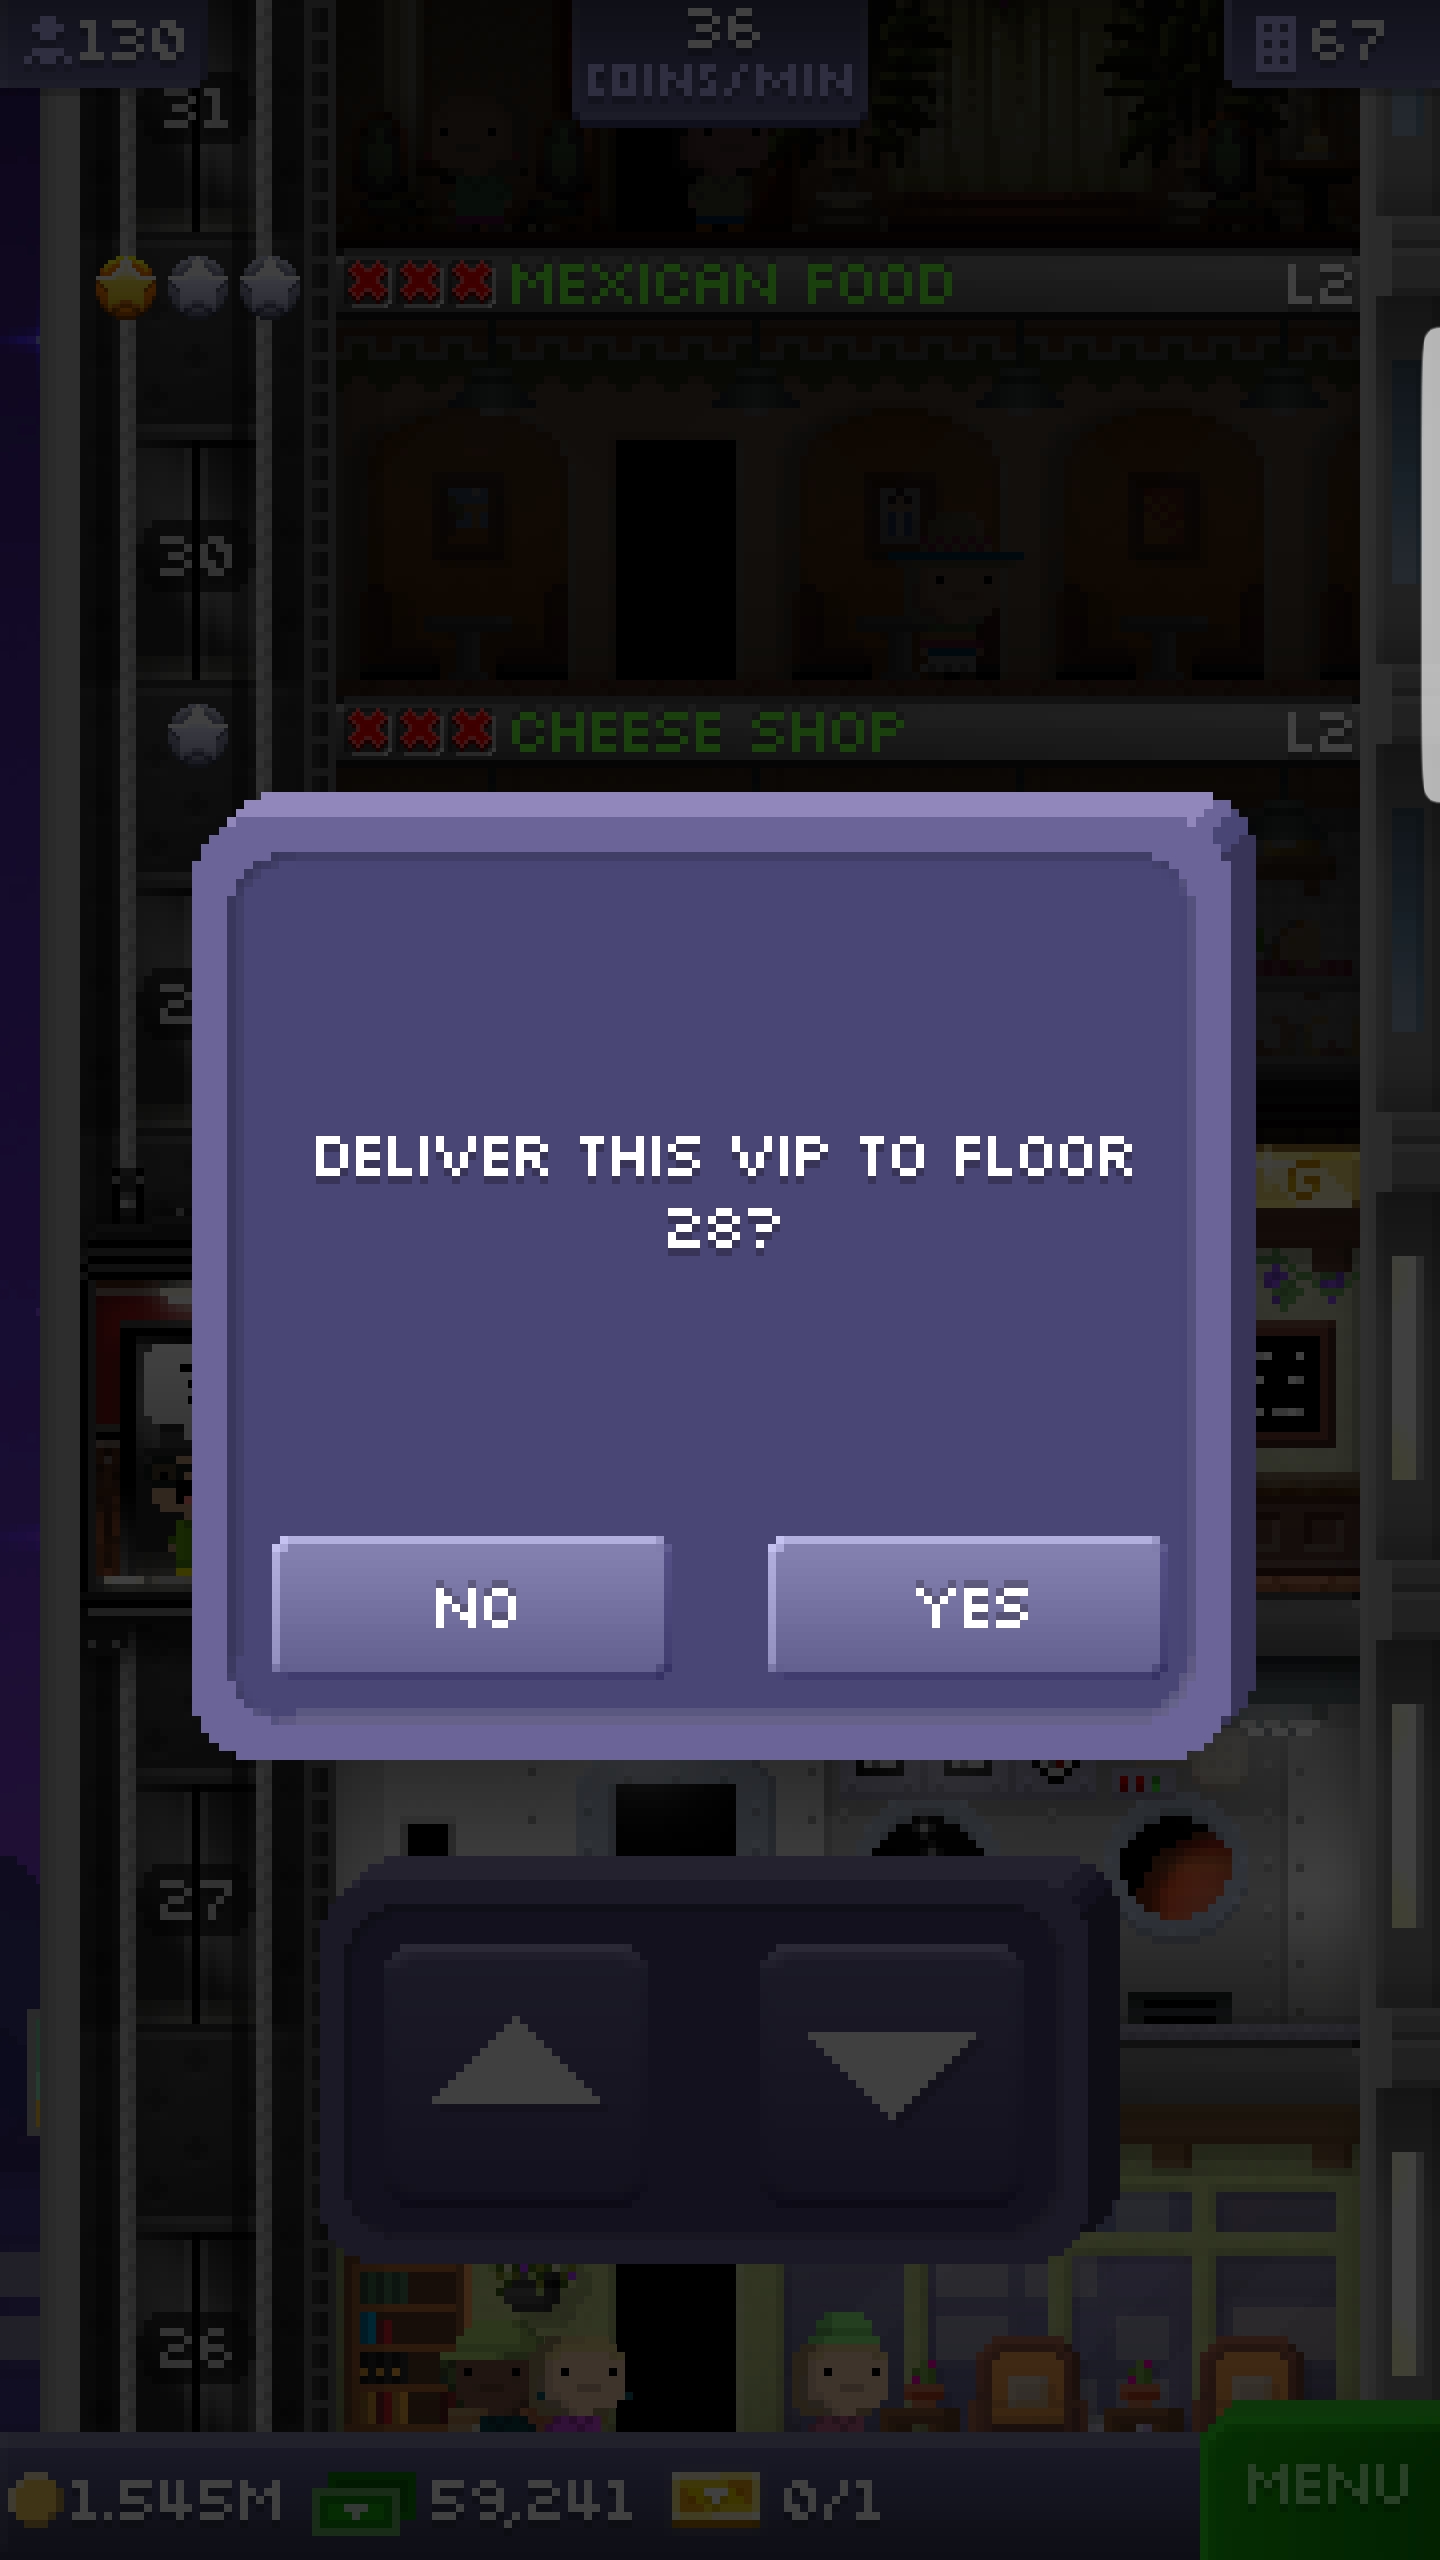 130
36
COINS/MIN
67
31
MEXICAN FOOD
L2
30
CHEESE SHOP
L2
DELIVER THIS VIP TO FLOOR
28?
NO
YES
27
26
1.545M
59,241
0/1
MENU